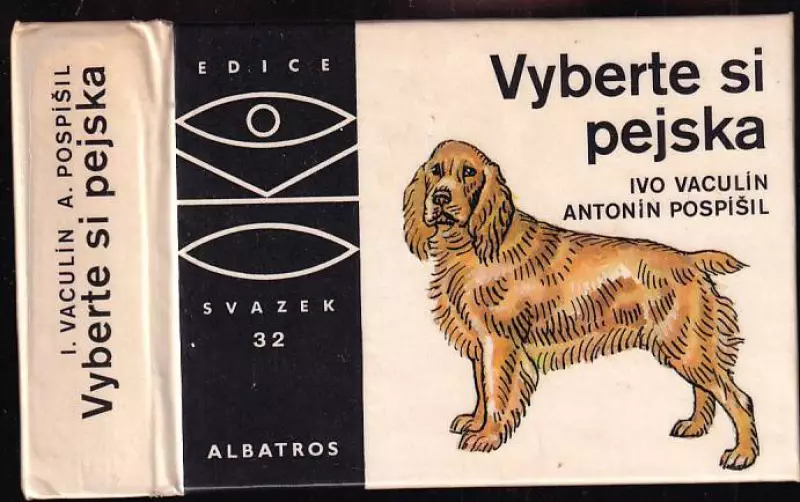 I. VACULÍN A. POSPÍŠIL
Vyberte si pejska
EDICE
SVAZEK
32
ALBATROS
Vyberte si
pejska
IVO VACULÍN
ANTONÍN POSPÍŠIL